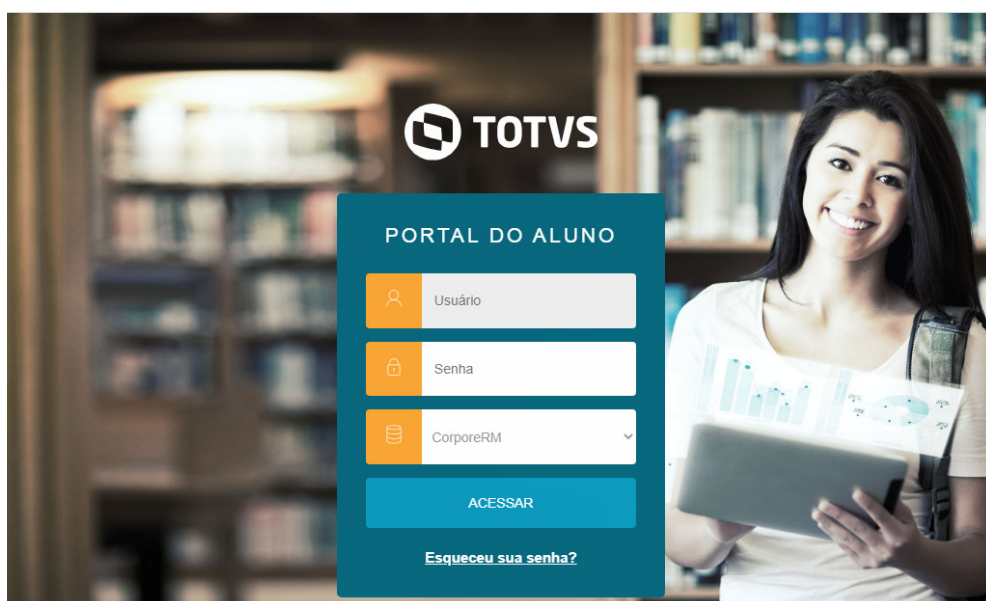 TOTVS
PORTAL DO ALUNO
Usuário
Senha
CorporeRM
ACESSAR
Esqueceu sua senha?